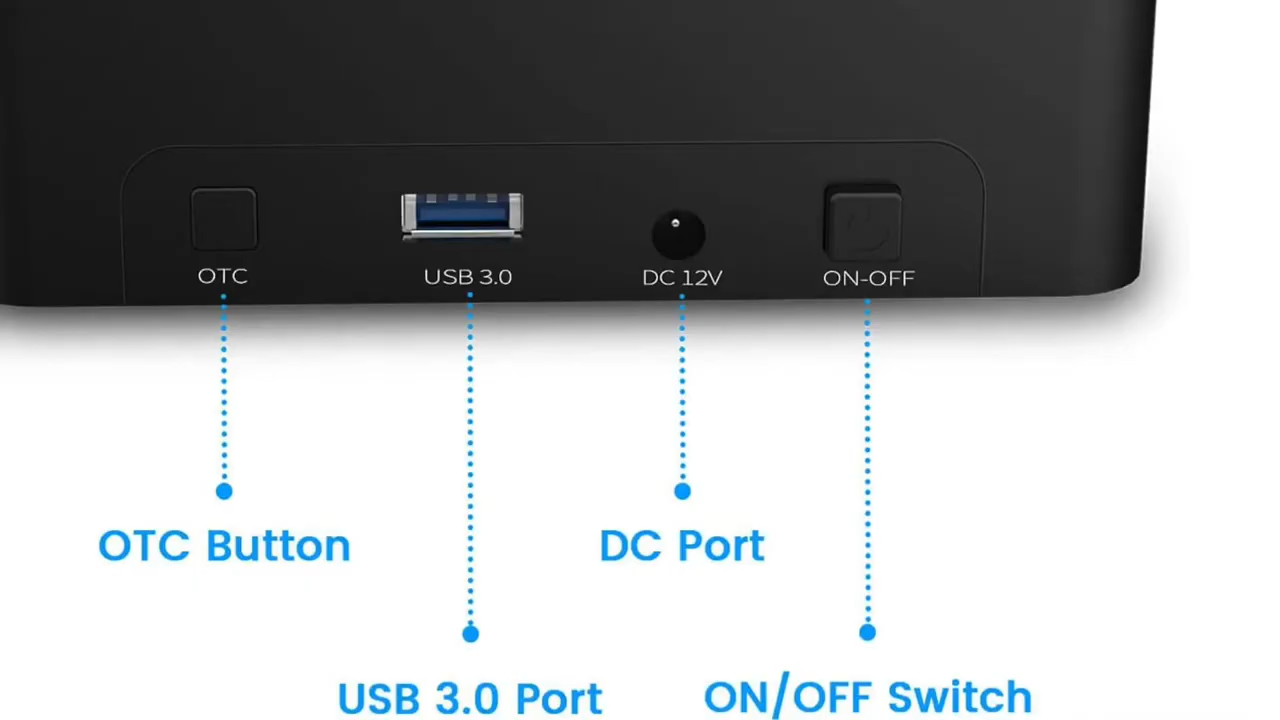 OTC
USB 3.0
DC 12V
ON-OFF
OTC Button
DC Port
USB 3.0 Port
ON/OFF Switch